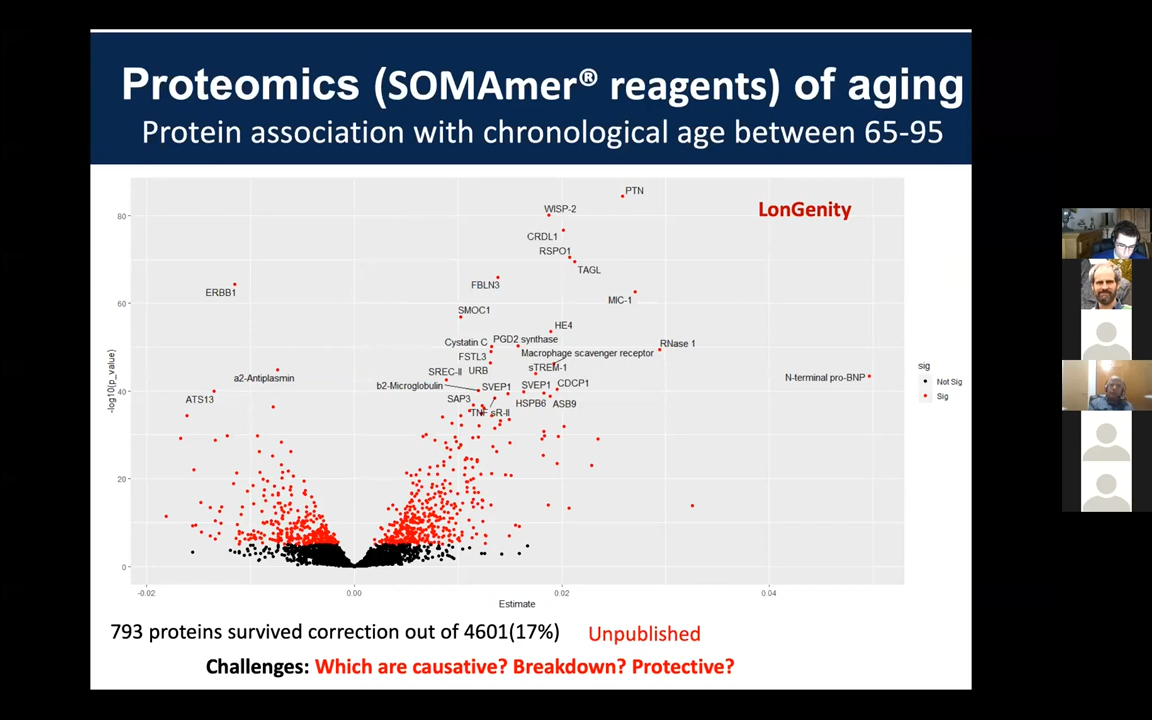 Proteomics (SOMAmer® reagents) of aging
Protein association with chronological age between 65-95
LonGenity
PTN
WISP-2
CRDL1
RSPO1
TAGL
FBLN3
ERBB1
MIC-1
SMOC1
HE4
Cystatin C
PGD2 synthase
RNase 1
FSTL3
Macrophage scavenger receptor
SREC-II
URB
sTREM-1
N-terminal pro-BNP
a2-Antiplasmin
b2-Microglobulin
SVEP1
SVEP1
CDCP1
ATS13
SAP3
HSPB6
ASB9
TNF sR-II
80
60
40
20
0
-log10(p_value)
-0.02
0.00
0.02
0.04
Estimate
sig
Not Sig
Sig
793 proteins survived correction out of 4601(17%)
Unpublished
Challenges: Which are causative? Breakdown? Protective?